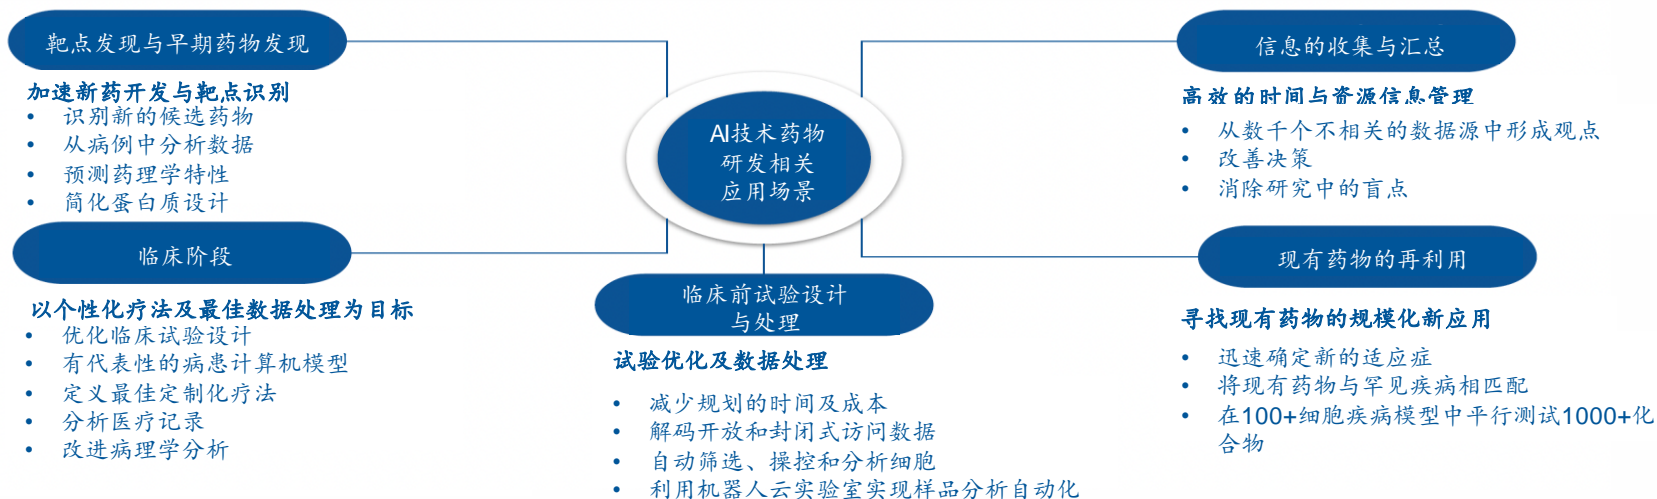 靶点发现与早期药物发现
加速新药开发与靶点识别
• 识别新的候选药物
• 从病例中分析数据
• 预测药理学特性
• 简化蛋白质设计
临床阶段
以个性化疗法及最佳数据处理为目标
• 优化临床试验设计
• 有代表性的病患计算机模型
• 定义最佳定制化疗法
• 分析医疗记录
• 改进病理学分析
AI技术药物
研发相关
应用场景
临床前试验设计
与处理
试验优化及数据处理
• 减少规划的时间及成本
• 解码开放和封闭式访问数据
• 自动筛选、操控和分析细胞
• 利用机器人云实验室实现样品分析自动化
信息的收集与汇总
高效的时间与资源信息管理
• 从数千个不相关的数据源中形成观点
• 改善决策
• 消除研究中的盲点
现有药物的再利用
寻找现有药物的规模化新应用
• 迅速确定新的适应症
• 将现有药物与罕见疾病相匹配
• 在100+细胞疾病模型中平行测试1000+化
合物